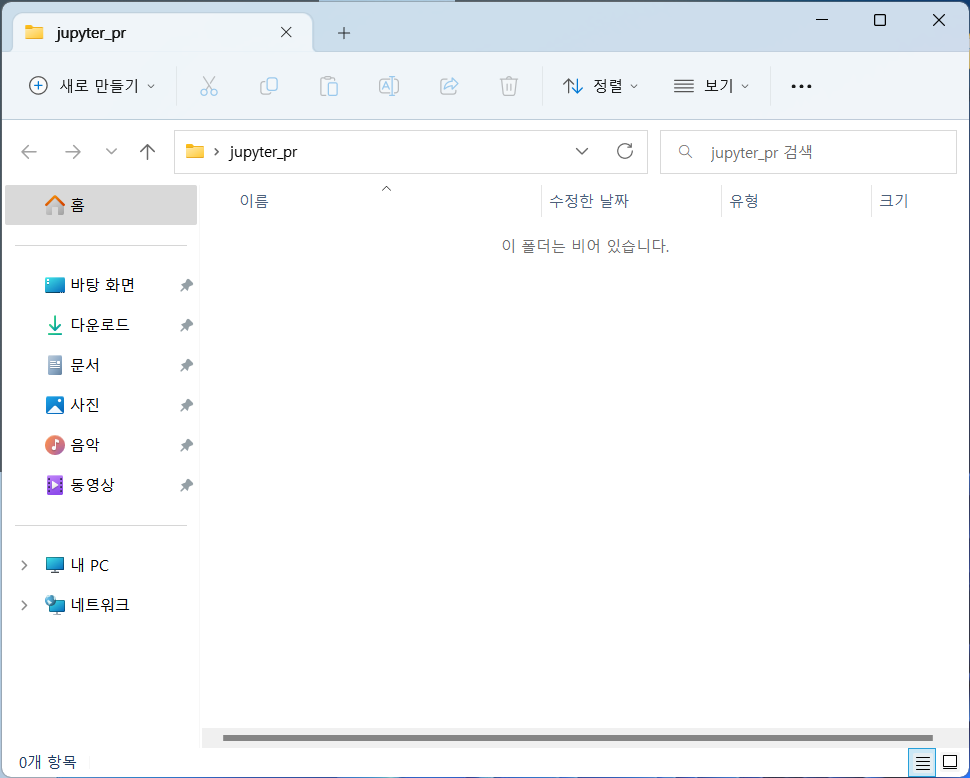 jupyter_pr
새로 만들기
정렬
보기
jupyter_pr
jupyter_pr 검색
홈
바탕 화면
다운로드
문서
사진
음악
동영상
내 PC
네트워크
이름
수정한 날짜
유형
크기
이 폴더는 비어 있습니다.
0개 항목